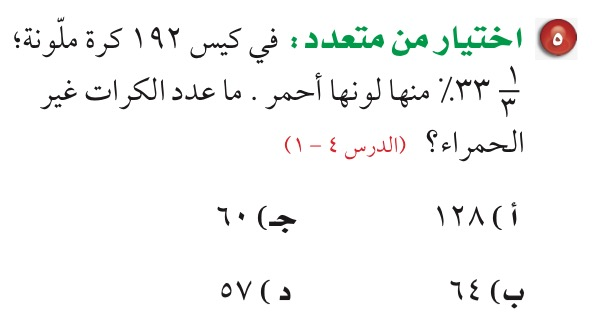 ٥ اختيار من متعدد: في كيس ١٩٢ كرة ملّونة؛
٣٣ ١/٣٪ منها لونها أحمر. ما عدد الكرات غير
الحمراء؟ (الدرس ٤ – ١)
أ ) ١٢٨ جـ) ٦٠
ب) ٦٤ د ) ٥٧